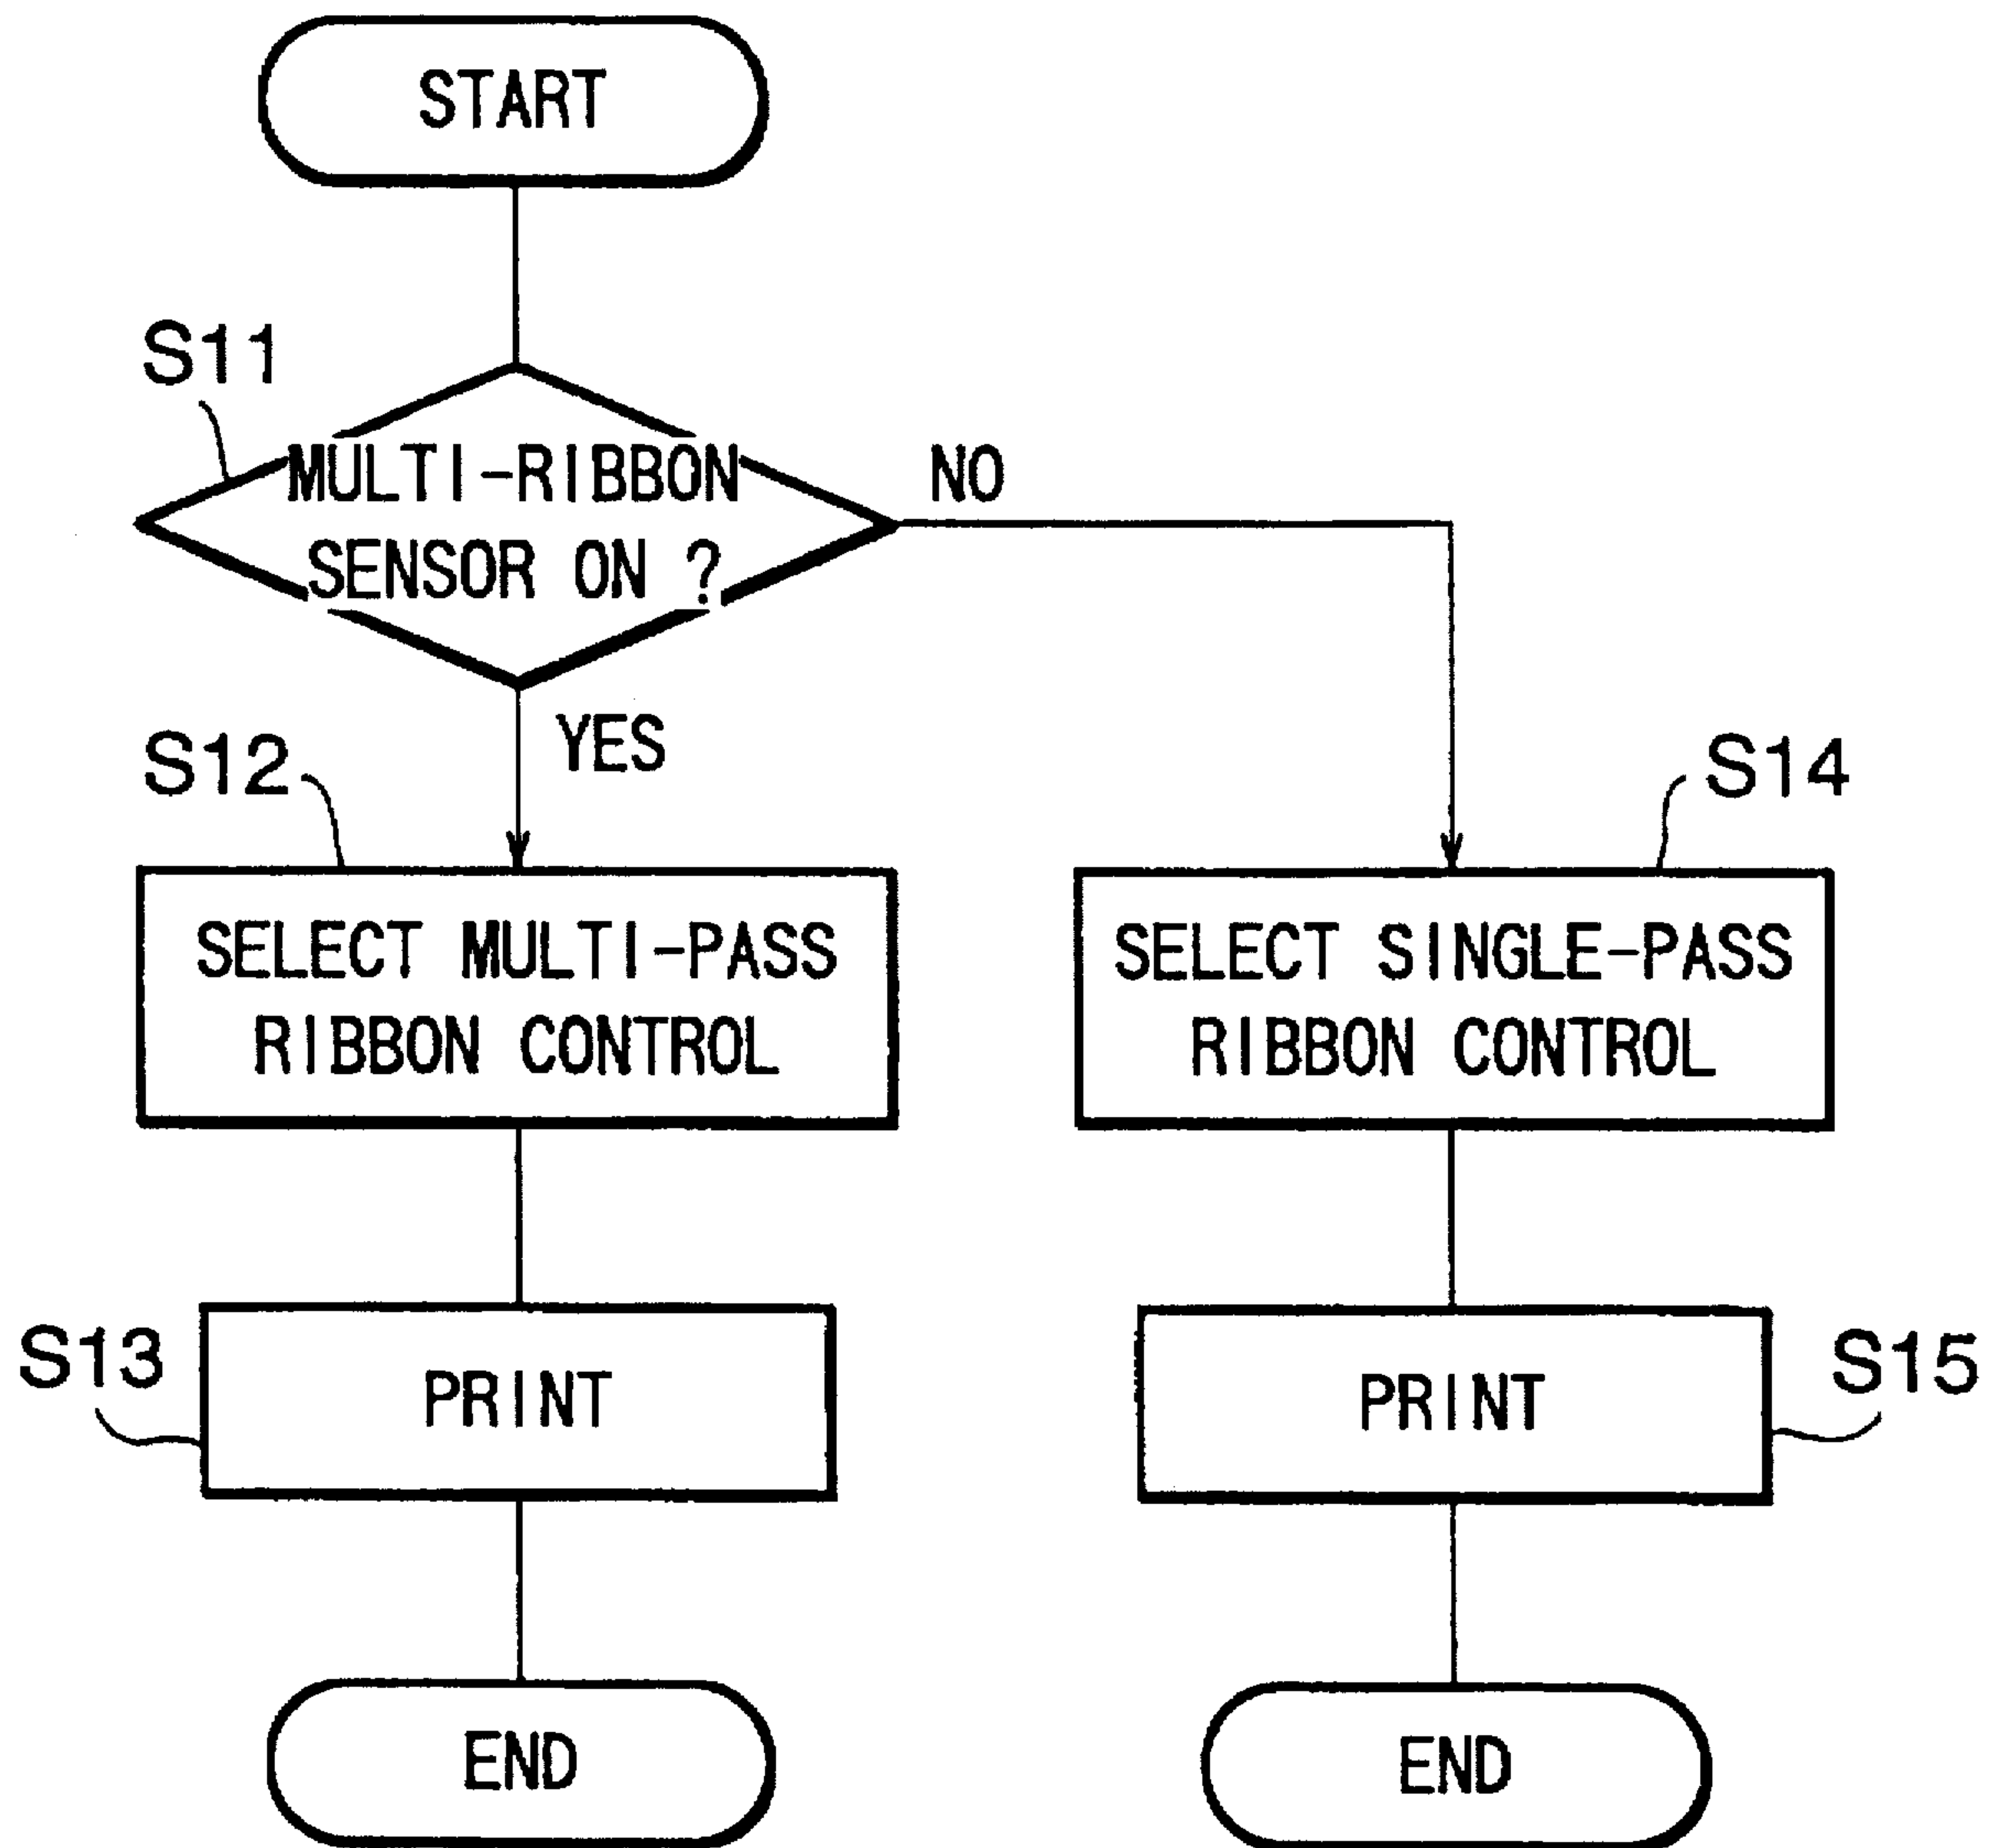 START
S11
MULTI-RIBBON
SENSOR ON ?
NO
YES
S12
SELECT MULTI-PASS
RIBBON CONTROL
S14
SELECT SINGLE-PASS
RIBBON CONTROL
S13
PRINT
PRINT
S15
END
END